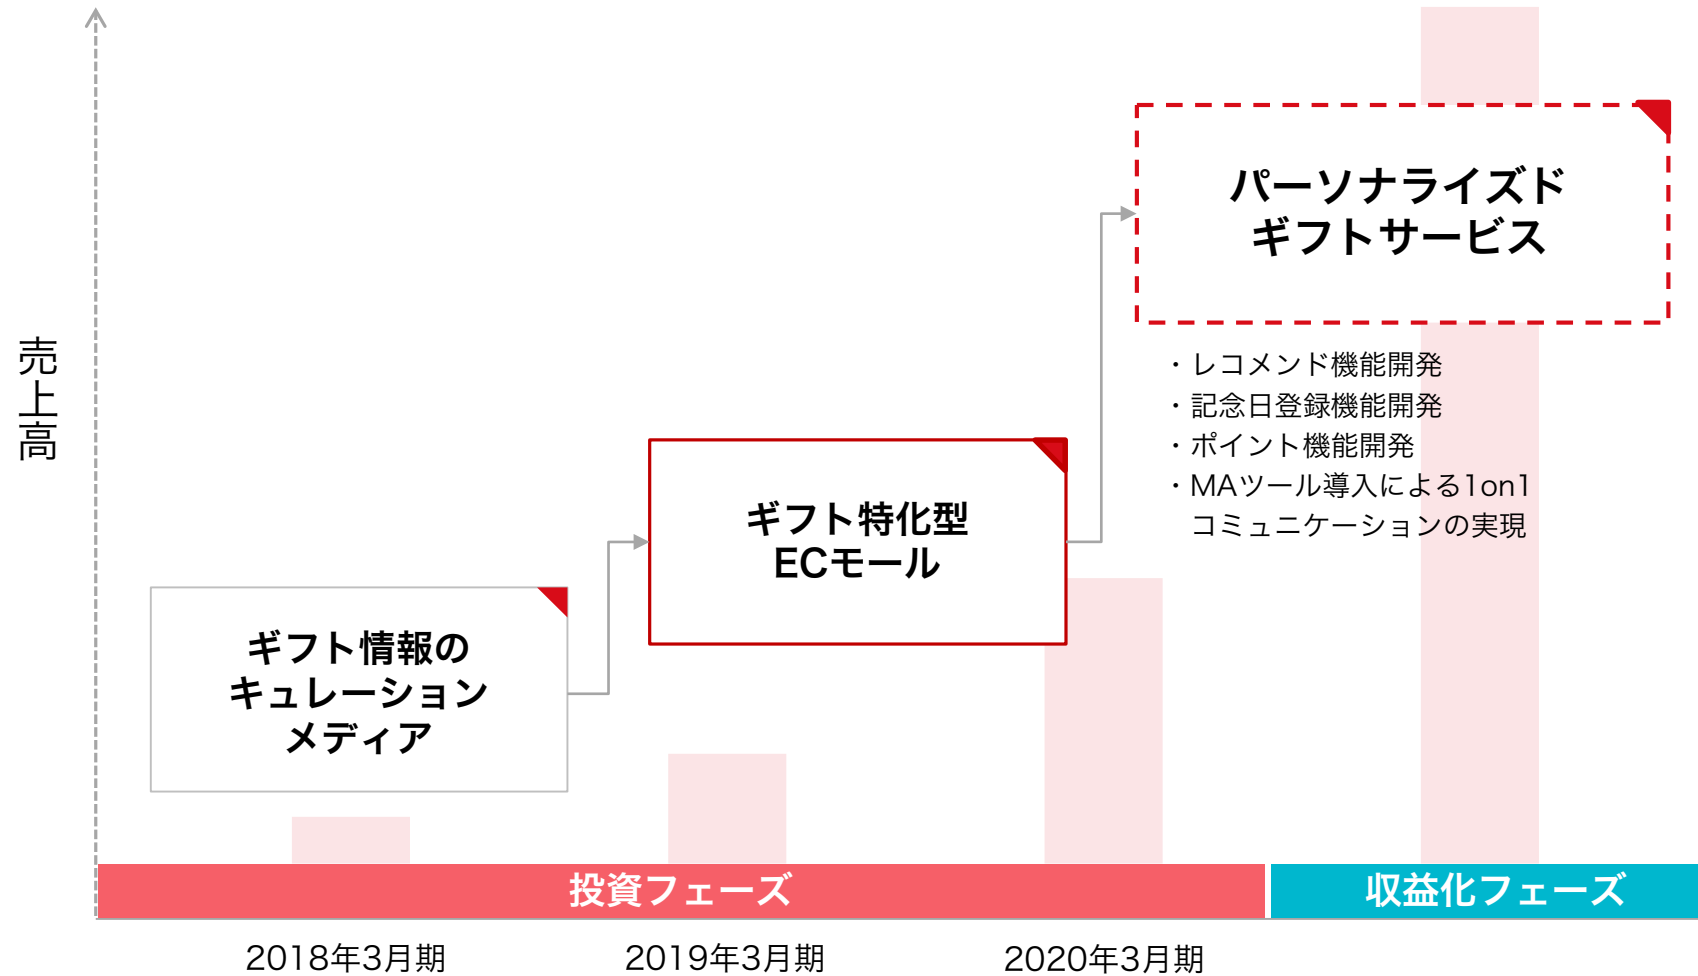 売上高
パーソナライズド
ギフトサービス
・レコメンド機能開発
・記念日登録機能開発
・ポイント機能開発
・MAツール導入による1on1
コミュニケーションの実現
ギフト特化型
ECモール
ギフト情報の
キュレーション
メディア
投資フェーズ
収益化フェーズ
2018年3月期
2019年3月期
2020年3月期